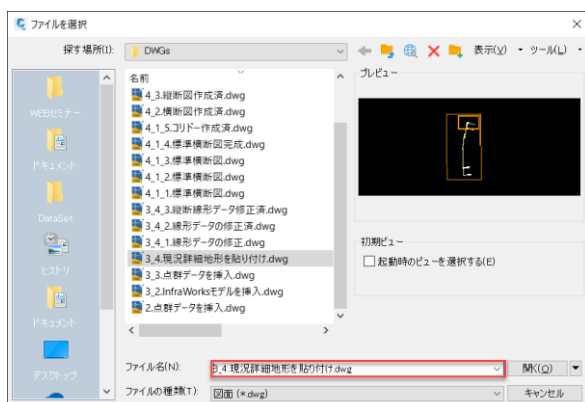 ファイルを選択
探す場所(I):
DWGs
表示(V)
ツール(L)
名前
プレビュー
4_3.縦断図作成済.dwg
4_2.横断図作成済.dwg
4_1_5.コリドー作成済.dwg
4_1_4.標準横断図完成.dwg
4_1_3.標準横断図.dwg
4_1_2.標準横断図.dwg
4_1_1.標準横断図.dwg
3_4_3.縦断線形データ修正済.dwg
3_4_2.線形データの修正済.dwg
3_4_1.線形データの修正.dwg
3_4.現況詳細地形を貼り付け.dwg
3_3.点群データを挿入.dwg
3_2.InfraWorksモデルを挿入.dwg
2.点群データを挿入.dwg
WEBセミナー
ドキュメント
DataSet
ヒストリ
ドキュメント
デスクトップ
初期ビュー
起動時のビューを選択する(E)
ファイル名(N):
3_4.現況詳細地形を貼り付け.dwg
開く(O)
ファイルの種類(T):
図面 (*.dwg)
キャンセル